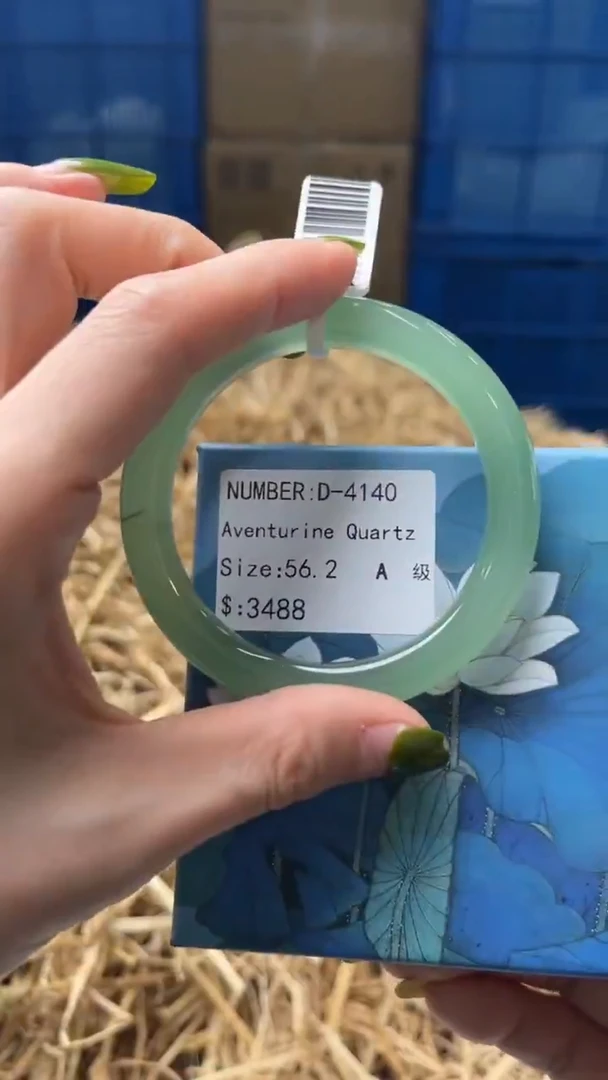 NUMBER:D-4140
Aventurine Quartz
Size:56.2 A 级
$:3488